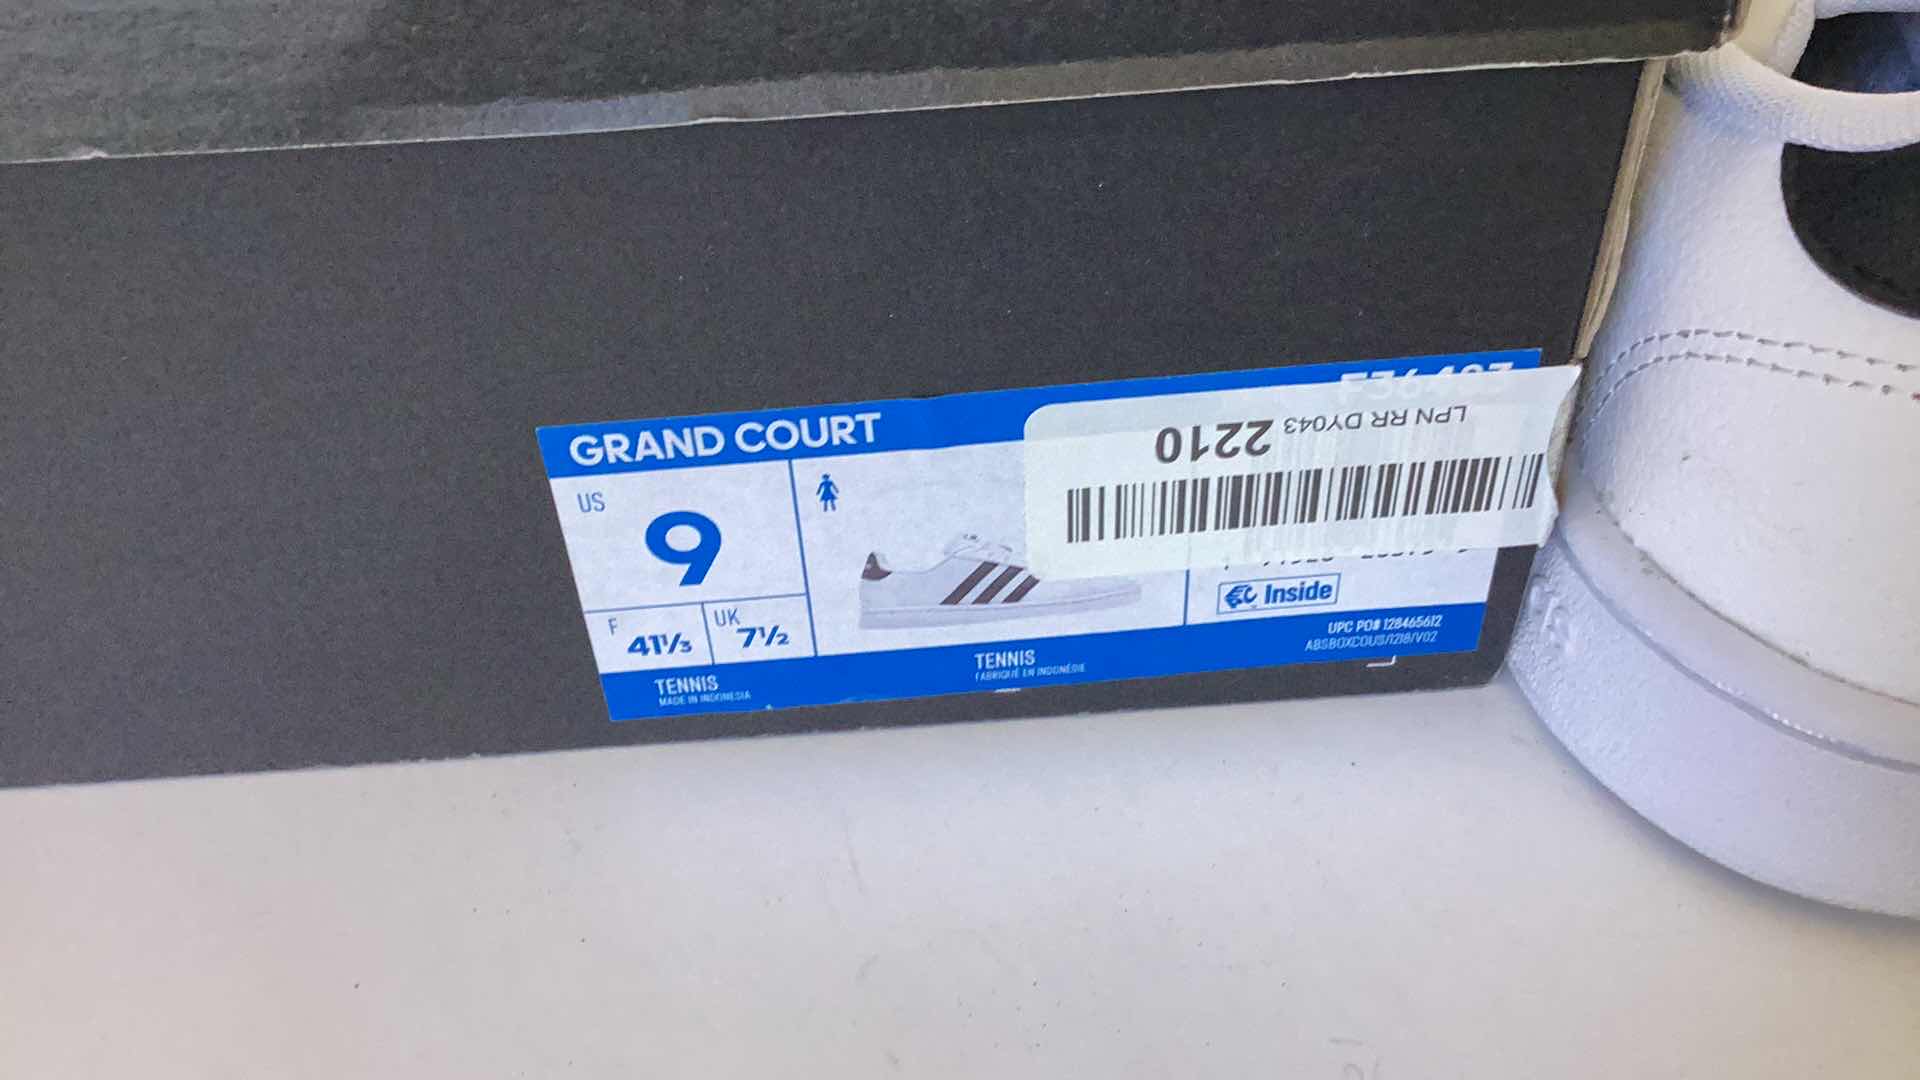 GRAND COURT
US
9
F
41⅓
UK
7½
LPN RR DY043 2210
Inside
UPC PO# 128465612
ABSBOXCOUS/1218/V02
TENNIS
FABRIQUÉ EN INDONÉSIE
TENNIS
MADE IN INDONESIA